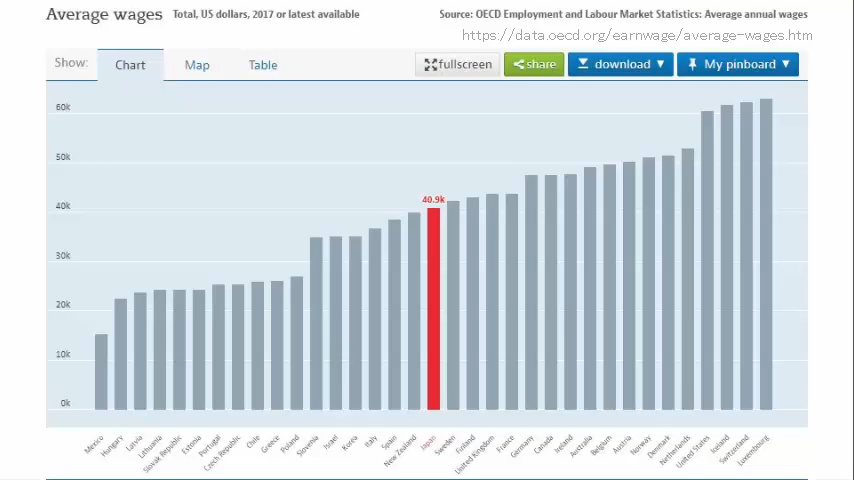 Average wages Total, US dollars, 2017 or latest available Source: OECD Employment and Labour Market Statistics: Average annual wages
https://data.oecd.org/earnwage/average-wages.htm
Show: Chart Map Table fullscreen share download ▼ My pinboard ▼
60k
50k
40.9k
40k
30k
20k
10k
0k
Mexico Hungary Latvia Lithuania Slovak Republic Estonia Portugal Czech Republic Chile Greece Poland Slovenia Israel Korea Italy Spain New Zealand Japan Sweden Finland United Kingdom France Germany Canada Ireland Australia Belgium Austria Norway Denmark Netherlands United States Iceland Switzerland Luxembourg